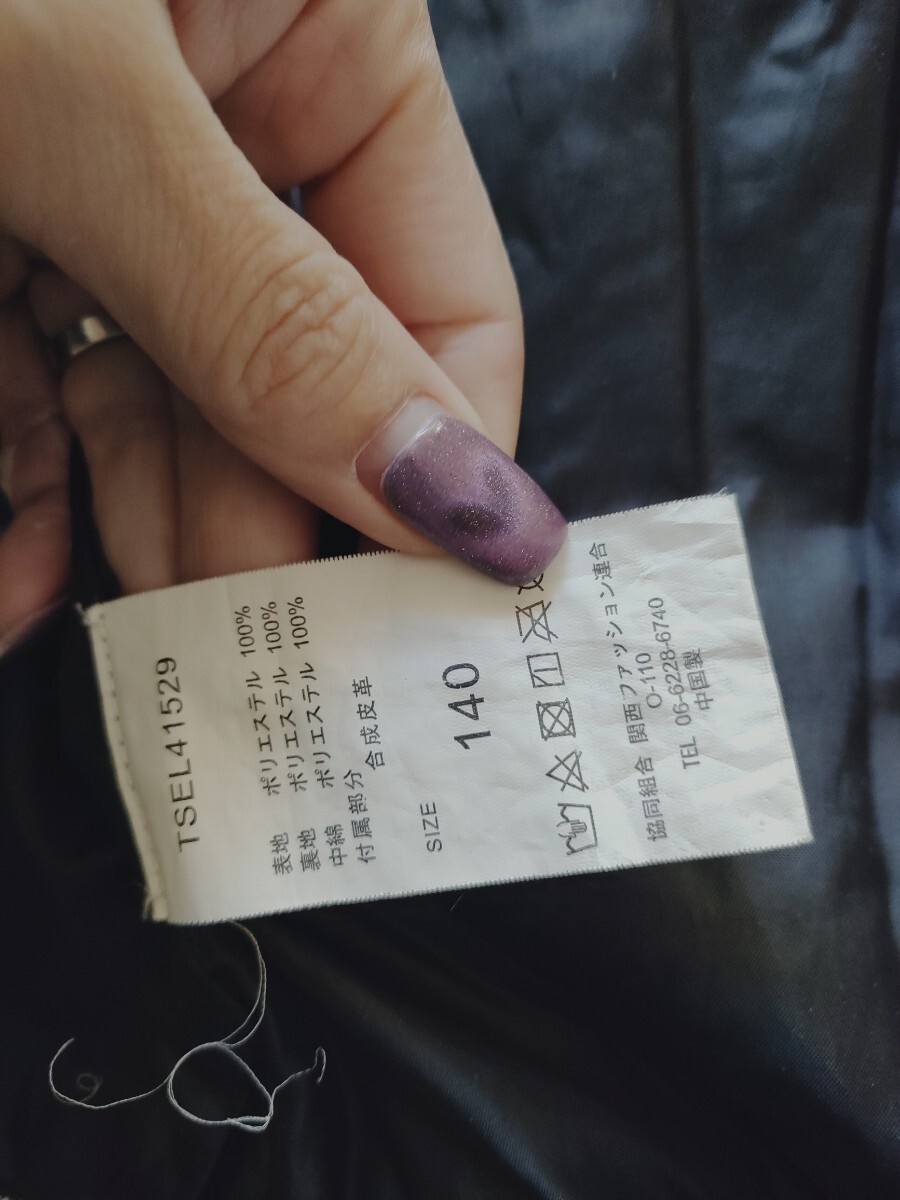 TSEL41529
表地 ポリエステル 100%
裏地 ポリエステル 100%
中綿 ポリエステル 100%
付属部分
合成皮革
SIZE 140
協同組合 関西ファッション連合
O-110
TEL 06-6228-6740
中国製